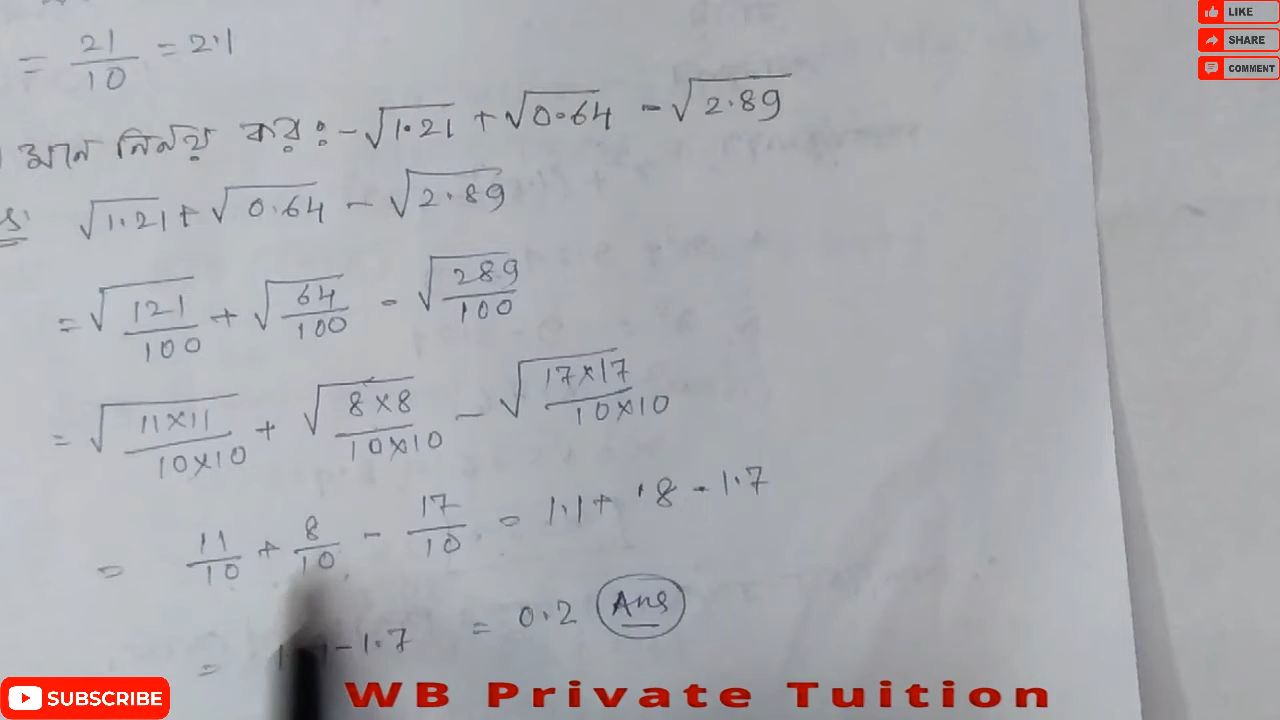 = 21/10 = 2.1
মান নির্ণয় কর :- √1.21 + √0.64 - √2.89
√1.21 + √0.64 - √2.89
= √121/100 + √64/100 - √289/100
= √11×11/10×10 + √8×8/10×10 - √17×17/10×10
= 11/10 + 8/10 - 17/10 = 1.1 + .8 - 1.7
= - 1.7 = 0.2 Ans
LIKE
SHARE
COMMENT
SUBSCRIBE
WB Private Tuition